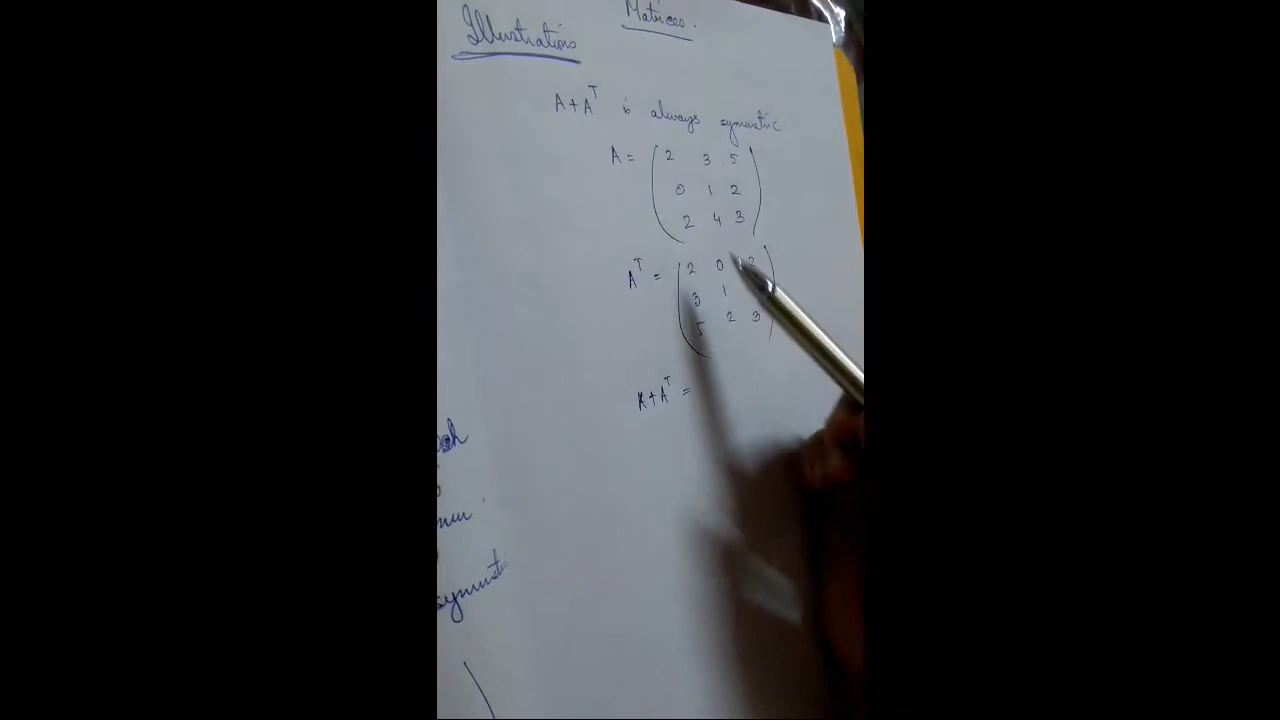 Matrices.
Illustrations
A+A^T is always symmetric
A = ( 2 3 5
0 1 2
2 4 3 )
A^T = ( 2 0 2
3 1
5 2 3 )
A+A^T =